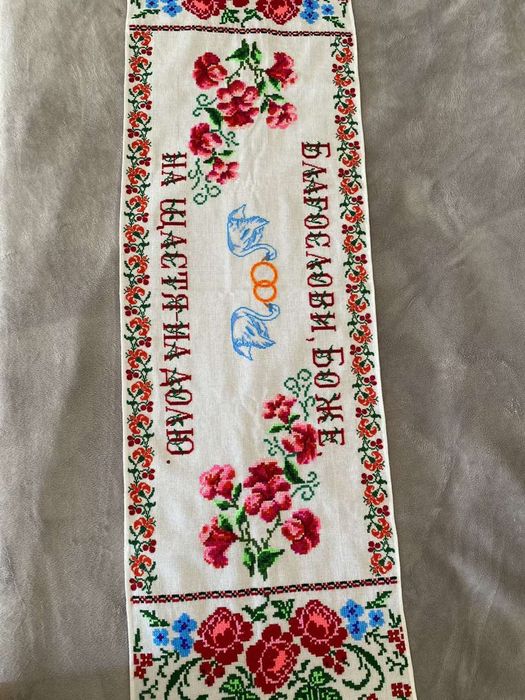 Благослови, Боже,
на щастя на долю.